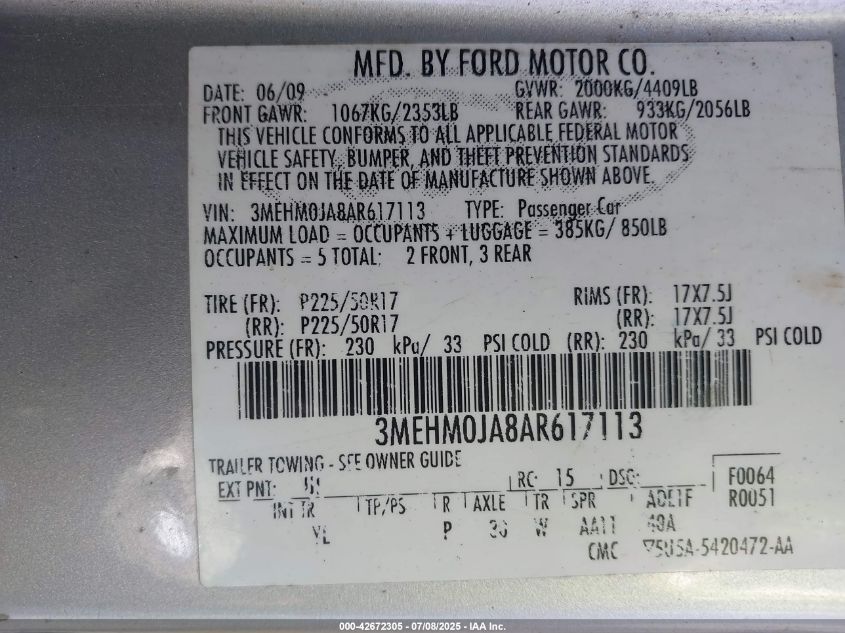 MFD. BY FORD MOTOR CO.
DATE: 06/09 GVWR: 2000KG/4409LB
FRONT GAWR: 1067KG/2353LB REAR GAWR: 933KG/2056LB
THIS VEHICLE CONFORMS TO ALL APPLICABLE FEDERAL MOTOR
VEHICLE SAFETY, BUMPER, AND THEFT PREVENTION STANDARDS
IN EFFECT ON THE DATE OF MANUFACTURE SHOWN ABOVE.
VIN: 3MEHM0JA8AR617113 TYPE: Passenger Car
MAXIMUM LOAD = OCCUPANTS + LUGGAGE = 385KG/ 850LB
OCCUPANTS = 5 TOTAL: 2 FRONT, 3 REAR
TIRE (FR): P225/50R17 RIMS (FR): 17X7.5J
(RR): P225/50R17 (RR): 17X7.5J
PRESSURE (FR): 230 kPa/ 33 PSI COLD (RR): 230 kPa/ 33 PSI COLD
3MEHM0JA8AR617113
TRAILER TOWING - SEE OWNER GUIDE
EXT PNT: RC: 15 DSO: F0064
INT TR TP/PS R AXLE TR SPR R0051
P W AA11
CMC
000-42672305 - 07/08/2025 - IAA Inc.